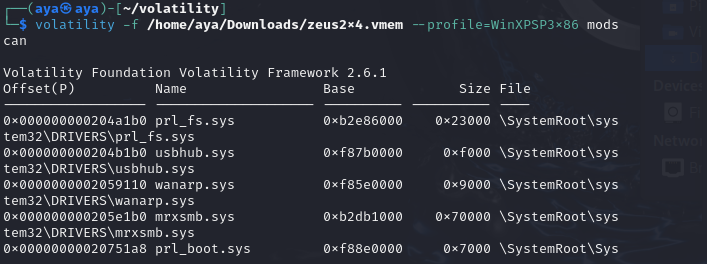 (aya㉿aya)-[~/volatility]
$ volatility -f /home/aya/Downloads/zeus2×4.vmem --profile=WinXPSP3×86 mods
can
Volatility Foundation Volatility Framework 2.6.1
Offset(P) Name Base Size File
------------------ -------------------- ---------- -------- ----
0×000000000204a1b0 prl_fs.sys 0×b2e86000 0×23000 \SystemRoot\sys
tem32\DRIVERS\prl_fs.sys
0×000000000204b1b0 usbhub.sys 0×f87b0000 0×f000 \SystemRoot\sys
tem32\DRIVERS\usbhub.sys
0×0000000002059110 wanarp.sys 0×f85e0000 0×9000 \SystemRoot\sys
tem32\DRIVERS\wanarp.sys
0×000000000205e1b0 mrxsmb.sys 0×b2db1000 0×70000 \SystemRoot\sys
tem32\DRIVERS\mrxsmb.sys
0×00000000020751a8 prl_boot.sys 0×f88e0000 0×7000 \SystemRoot\sys